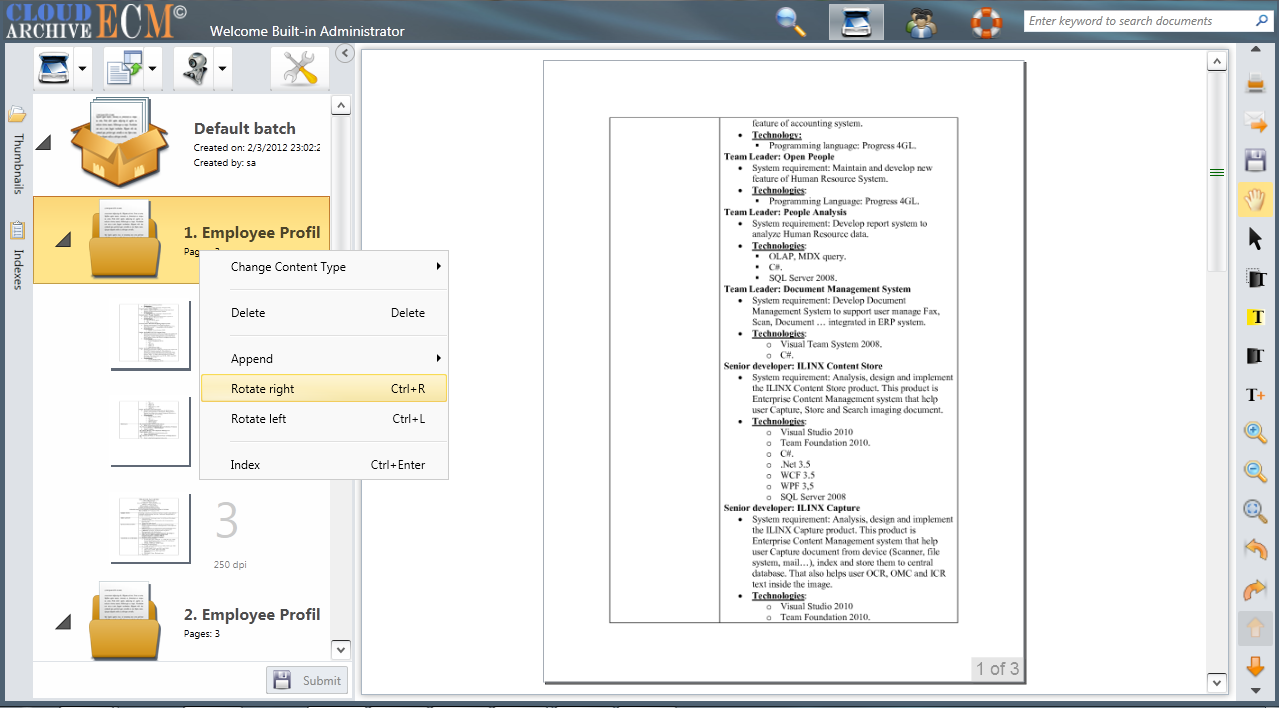 CLOUD
ARCHIVE ECM©
Welcome Built-in Administrator
Enter keyword to search documents
Thumbnails
Indexes
Default batch
Created on: 2/3/2012 23:02:2
Created by: sa
1. Employee Profil
Pages: 3
Change Content Type
Delete Delete
Append
Rotate right Ctrl+R
Rotate left Ctrl+L
Index Ctrl+Enter
3
250 dpi
2. Employee Profil
Pages: 3
Submit
feature of accounting system.
• Technology:
▪ Programming language: Progress 4GL.
Team Leader: Open People
• System requirement: Maintain and develop new
feature of Human Resource System.
• Technologies:
▪ Programming Language: Progress 4GL.
Team Leader: People Analysis
• System requirement: Develop report system to
analyze Human Resource data.
• Technologies:
▪ OLAP, MDX query.
▪ C#.
▪ SQL Server 2008.
Team Leader: Document Management System
• System requirement: Develop Document
Management System to support user manage Fax,
Scan, Document … integrated in ERP system.
• Technologies:
o Visual Team System 2008.
o C#.
Senior developer: ILINX Content Store
• System requirement: Analysis, design and implement
the ILINX Content Store product. This product is
Enterprise Content Management system that help
user Capture, Store and Search imaging document.
• Technologies:
o Visual Studio 2010
o Team Foundation 2010.
o C#.
o .Net 3.5
o WCF 3.5
o WPF 3,5
o SQL Server 2008
Senior developer: ILINX Capture
• System requirement: Analysis, design and implement
the ILINX Capture product. This product is
Enterprise Content Management system that help
user Capture document from device (Scanner, file
system, mail…), index and store them to central
database. That also helps user OCR, OMC and ICR
text inside the image.
• Technologies:
o Visual Studio 2010
o Team Foundation 2010.
1 of 3
T
T
T
T+